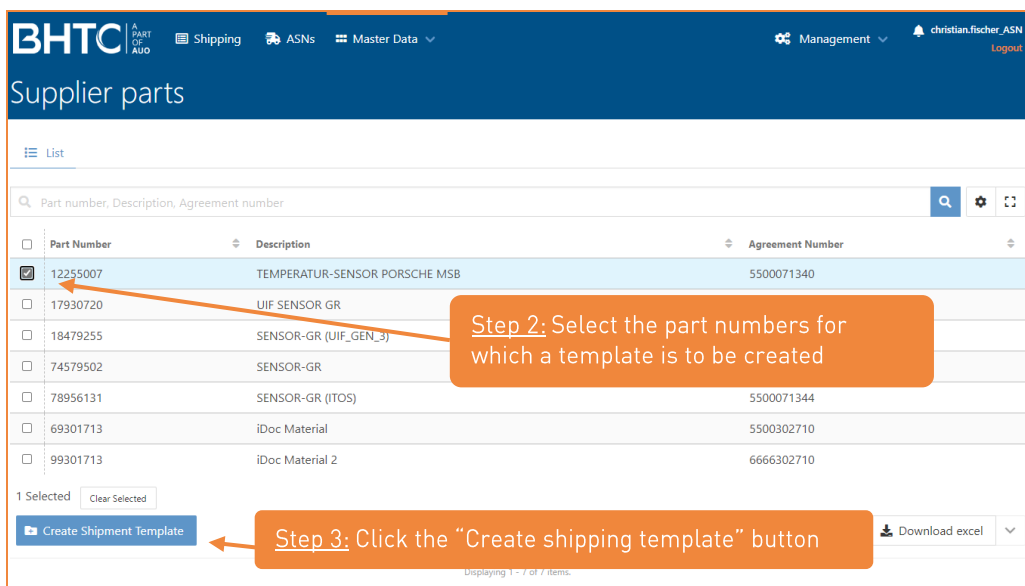 BHTC A PART OF AUO
Shipping ASNs Master Data Management christian.fischer_ASN
Logout
Supplier parts
List
Part number, Description, Agreement number
Part Number Description Agreement Number
12255007 TEMPERATUR-SENSOR PORSCHE MSB 5500071340
17930720 UIF SENSOR GR
18479255 SENSOR-GR (UIF_GEN_3)
74579502 SENSOR-GR
Step 2: Select the part numbers for
which a template is to be created
78956131 SENSOR-GR (ITOS) 5500071344
69301713 iDoc Material 5500302710
99301713 iDoc Material 2 6666302710
1 Selected Clear Selected
Create Shipment Template
Step 3: Click the “Create shipping template” button
Download excel
Displaying 1 - 7 of 7 items.